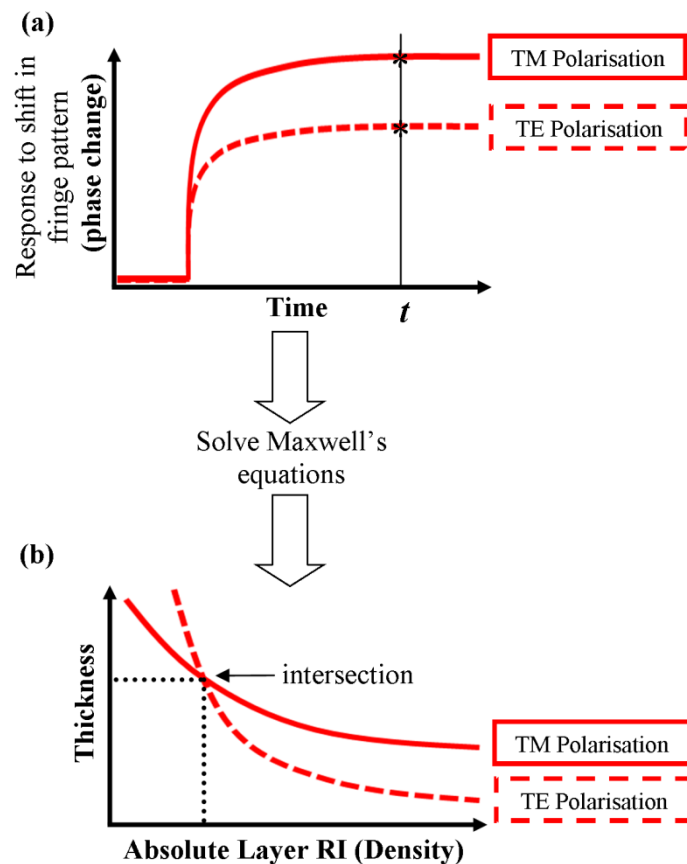 (a)
Response to shift in
fringe pattern
(phase change)
TM Polarisation
TE Polarisation
Time
t
Solve Maxwell's
equations
(b)
Thickness
intersection
TM Polarisation
TE Polarisation
Absolute Layer RI (Density)